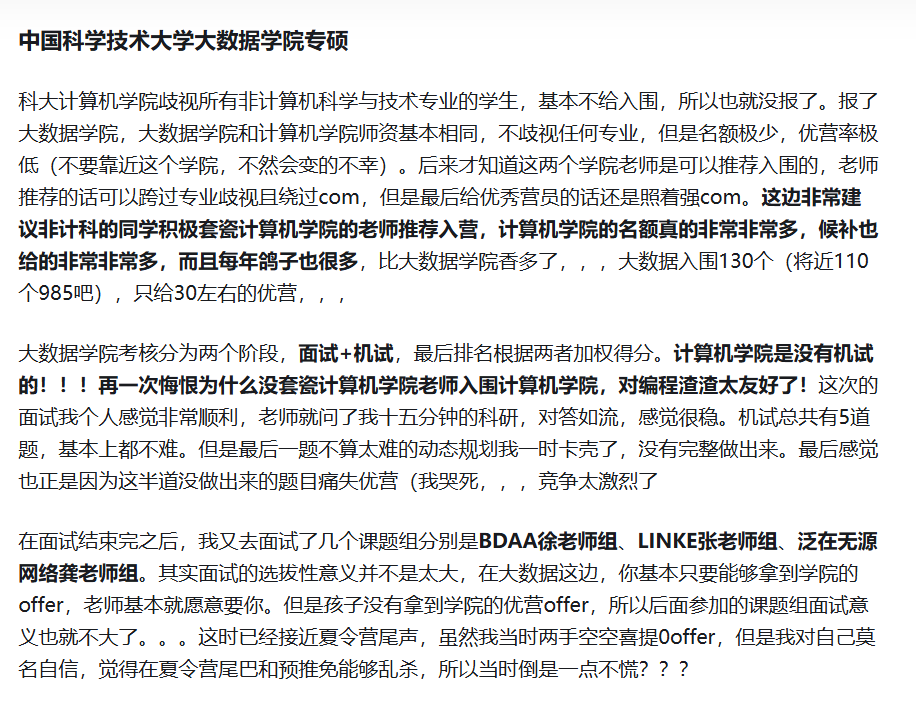 中国科学技术大学大数据学院专硕
科大计算机学院歧视所有非计算机科学与技术专业的学生，基本不给入围，所以也就没报了。报了
大数据学院，大数据学院和计算机学院师资基本相同，不歧视任何专业，但是名额极少，优营率极
低（不要靠近这个学院，不然会变的不幸）。后来才知道这两个学院老师是可以推荐入围的，老师
推荐的话可以跨过专业歧视且绕过com，但是最后给优秀营员的话还是照着强com。这边非常建
议非计科的同学积极套瓷计算机学院的老师推荐入营，计算机学院的名额真的非常非常多，候补也
给的非常非常多，而且每年鸽子也很多，比大数据学院香多了，，，大数据入围130个（将近110
个985吧），只给30左右的优营，，，
大数据学院考核分为两个阶段，面试+机试，最后排名根据两者加权得分。计算机学院是没有机试
的！！！再一次悔恨为什么没套瓷计算机学院老师入围计算机学院，对编程渣渣太友好了！这次的
面试我个人感觉非常顺利，老师就问了我十五分钟的科研，对答如流，感觉很稳。机试总共有5道
题，基本上都不难。但是最后一题不算太难的动态规划我一时卡壳了，没有完整做出来。最后感觉
也正是因为这半道没做出来的题目痛失优营（我哭死，，，竞争太激烈了
在面试结束完之后，我又去面试了几个课题组分别是BDAA徐老师组、LINKE张老师组、泛在无源
网络龚老师组。其实面试的选拔性意义并不是太大，在大数据这边，你基本只要能够拿到学院的
offer，老师基本就愿意要你。但是孩子没有拿到学院的优营offer，所以后面参加的课题组面试意
义也就不大了。。。这时已经接近夏令营尾声，虽然我当时两手空空喜提0offer，但是我对自己莫
名自信，觉得在夏令营尾巴和预推免能够乱杀，所以当时倒是一点不慌？？？